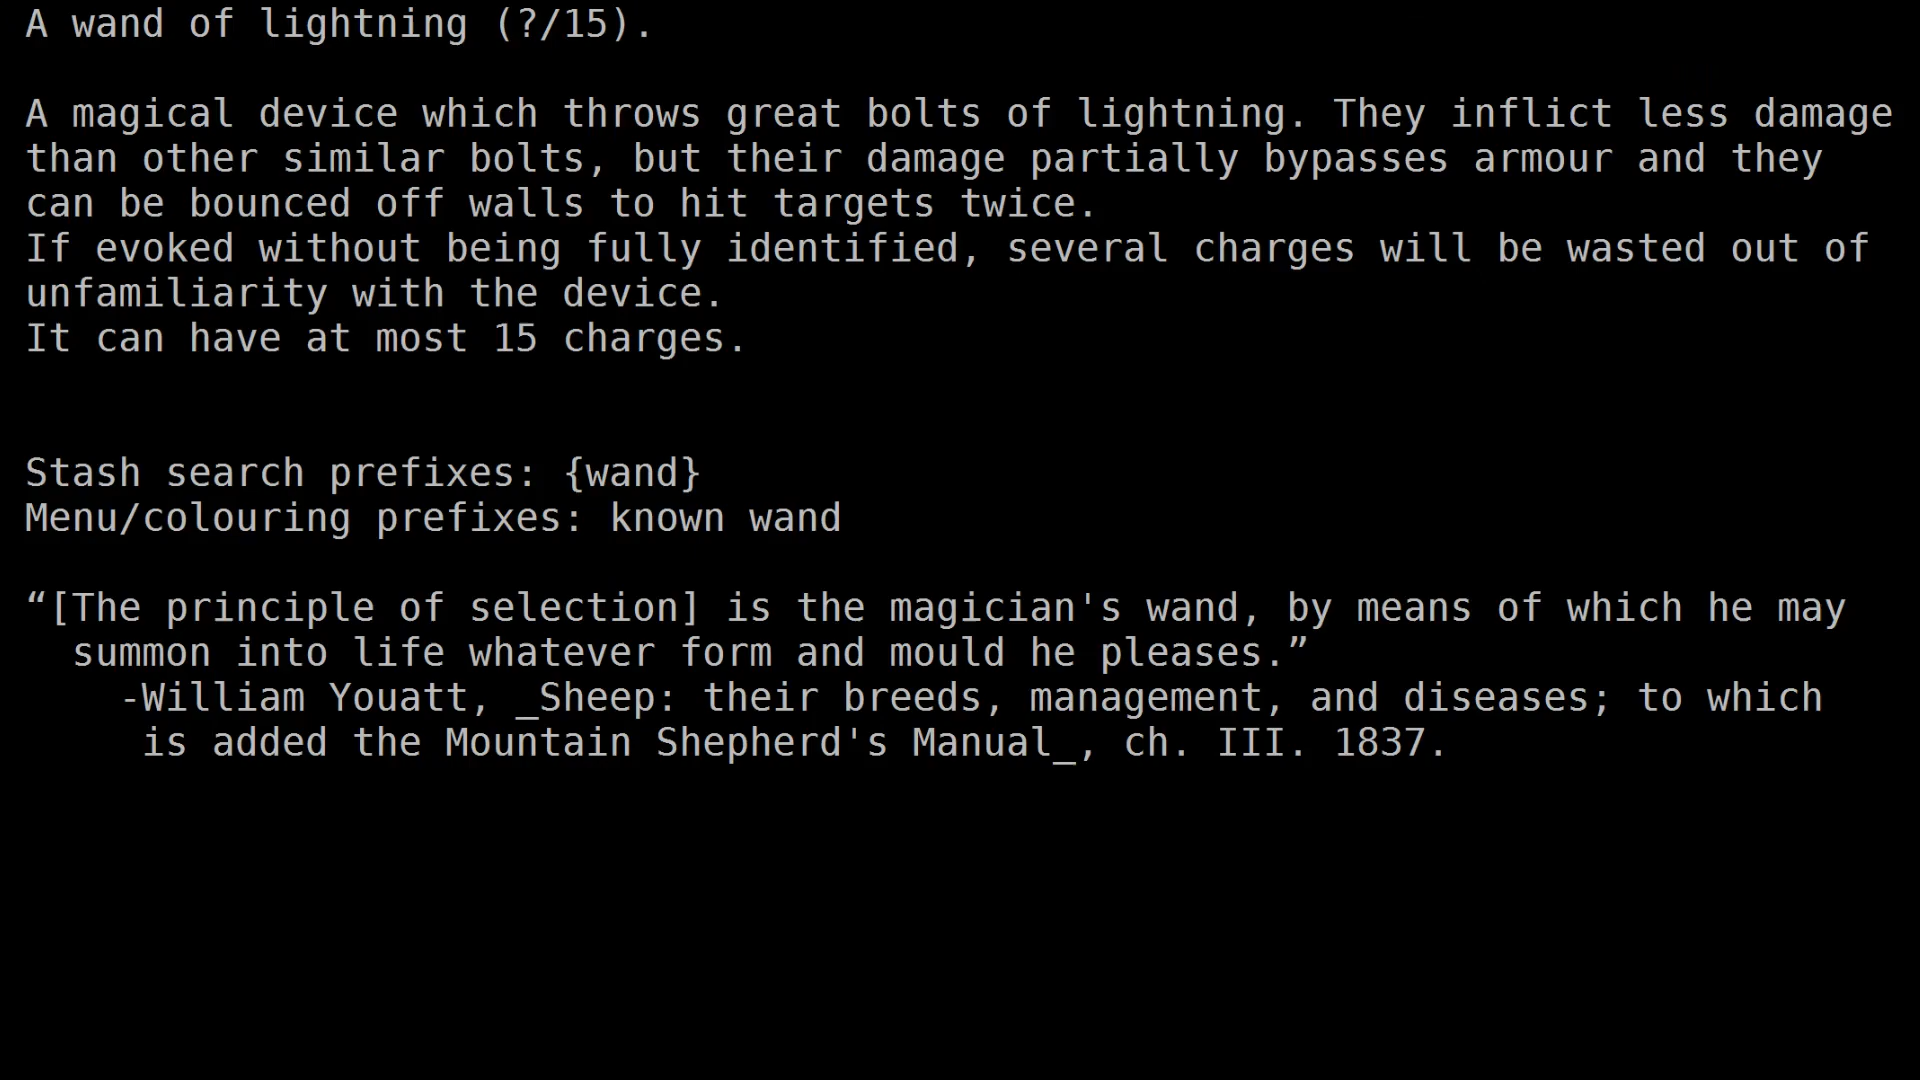 A wand of lightning (?/15).
A magical device which throws great bolts of lightning. They inflict less damage
than other similar bolts, but their damage partially bypasses armour and they
can be bounced off walls to hit targets twice.
If evoked without being fully identified, several charges will be wasted out of
unfamiliarity with the device.
It can have at most 15 charges.
Stash search prefixes: {wand}
Menu/colouring prefixes: known wand
“[The principle of selection] is the magician's wand, by means of which he may
summon into life whatever form and mould he pleases.”
-William Youatt, _Sheep: their breeds, management, and diseases; to which
is added the Mountain Shepherd's Manual_, ch. III. 1837.